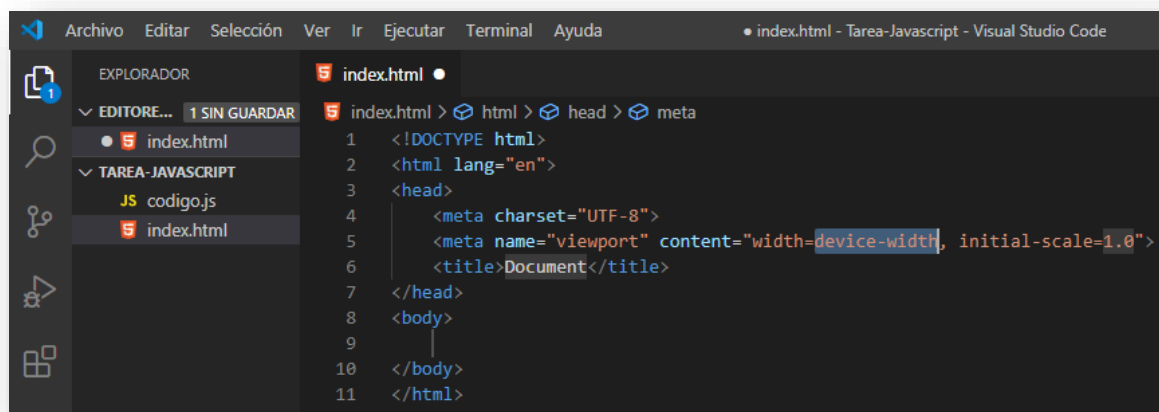 Archivo Editar Selección Ver Ir Ejecutar Terminal Ayuda ● index.html - Tarea-Javascript - Visual Studio Code
EXPLORADOR
EDITORE... 1 SIN GUARDAR
● index.html
TAREA-JAVASCRIPT
JS codigo.js
index.html
1
index.html ●
index.html > html > head > meta
1 <!DOCTYPE html>
2 <html lang="en">
3 <head>
4 <meta charset="UTF-8">
5 <meta name="viewport" content="width=device-width, initial-scale=1.0">
6 <title>Document</title>
7 </head>
8 <body>
9
10 </body>
11 </html>